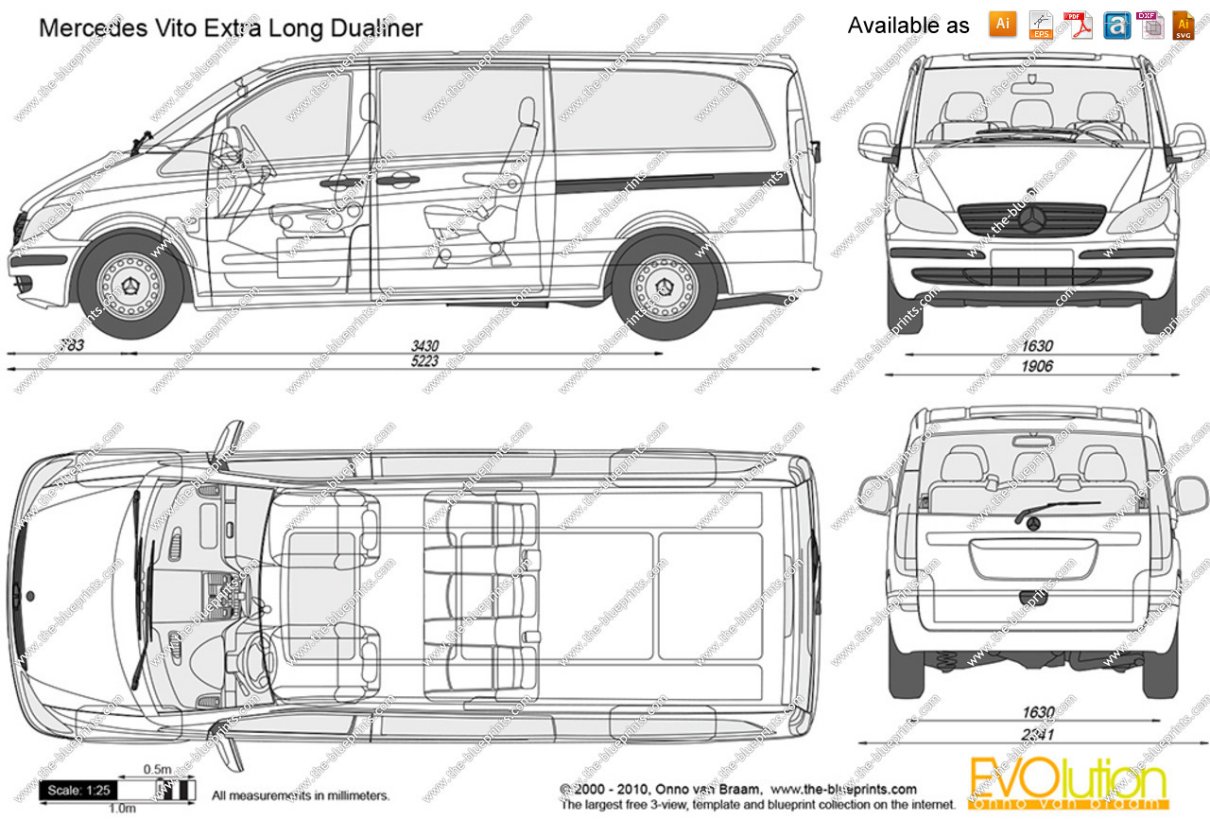 Mercedes Vito Extra Long Dualiner
Available as
Ai
EPS
PDF
a
DXF
Ai
SVG
783
3430
5223
1630
1906
1630
0.5m
Scale: 1:25
1.0m
All measurements in millimeters.
© 2000 - 2010, Onno van Braam, www.the-blueprints.com
The largest free 3-view, template and blueprint collection on the internet.
EVOlution
onno van braam
www.the-blueprints.com